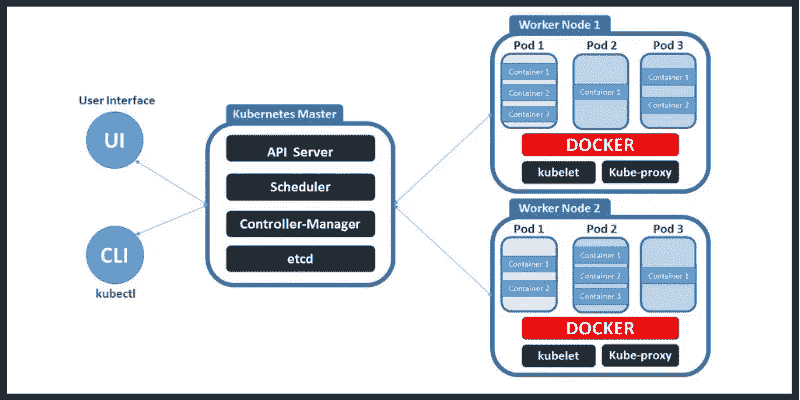 User Interface
UI
CLI
kubectl
Kubernetes Master
API Server
Scheduler
Controller-Manager
etcd
Worker Node 1
Pod 1
Pod 2
Pod 3
Container 1
Container 2
Container 3
Container 1
Container 1
Container 2
DOCKER
kubelet
Kube-proxy
Worker Node 2
Pod 1
Pod 2
Pod 3
Container 1
Container 2
Container 1
Container 2
Container 3
Container 1
DOCKER
kubelet
Kube-proxy